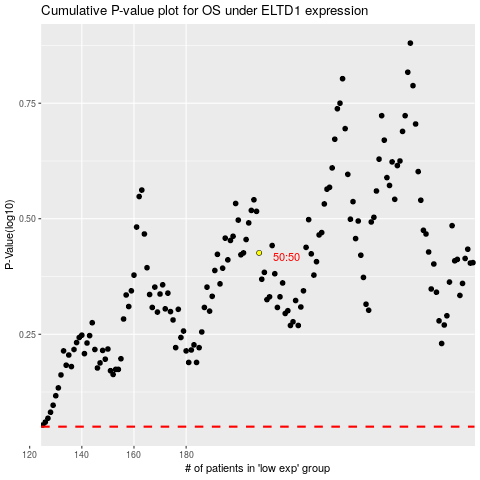 Cumulative P-value plot for OS under ELTD1 expression
P-Value(log10)
0.75
0.50
0.25
50:50
120 140 160 180
# of patients in 'low exp' group